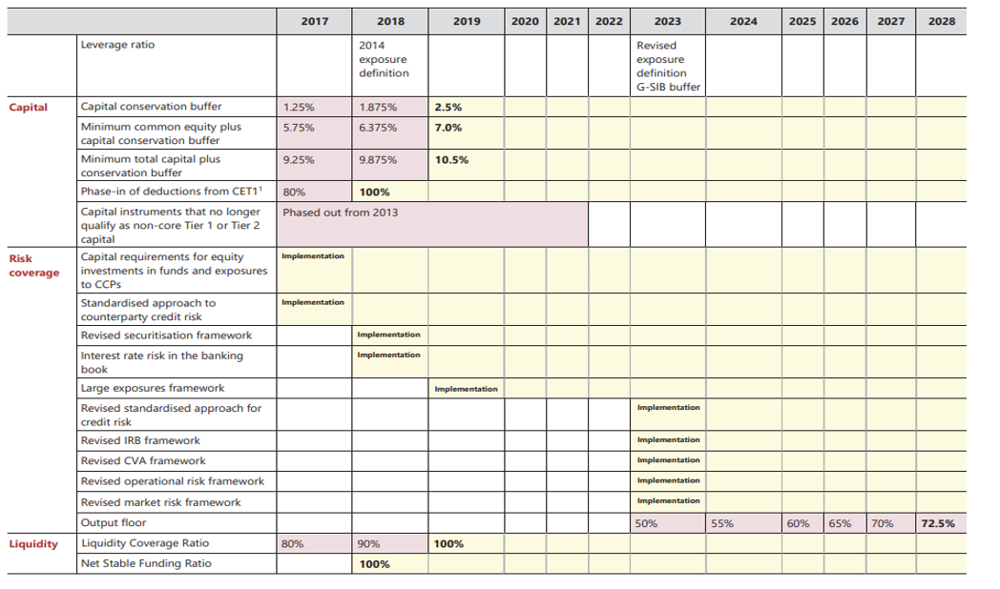 2017 2018 2019 2020 2021 2022 2023 2024 2025 2026 2027 2028
Leverage ratio 2014 Revised
exposure exposure
definition definition
G-SIB buffer
Capital Capital conservation buffer 1.25% 1.875% 2.5%
Minimum common equity plus 5.75% 6.375% 7.0%
capital conservation buffer
Minimum total capital plus 9.25% 9.875% 10.5%
conservation buffer
Phase-in of deductions from CET1¹ 80% 100%
Capital instruments that no longer Phased out from 2013
qualify as non-core Tier 1 or Tier 2
capital
Risk Capital requirements for equity Implementation
coverage investments in funds and exposures
to CCPs
Standardised approach to Implementation
counterparty credit risk
Revised securitisation framework Implementation
Interest rate risk in the banking Implementation
book
Large exposures framework Implementation
Revised standardised approach for Implementation
credit risk
Revised IRB framework Implementation
Revised CVA framework Implementation
Revised operational risk framework Implementation
Revised market risk framework Implementation
Output floor 50% 55% 60% 65% 70% 72.5%
Liquidity Liquidity Coverage Ratio 80% 90% 100%
Net Stable Funding Ratio 100%